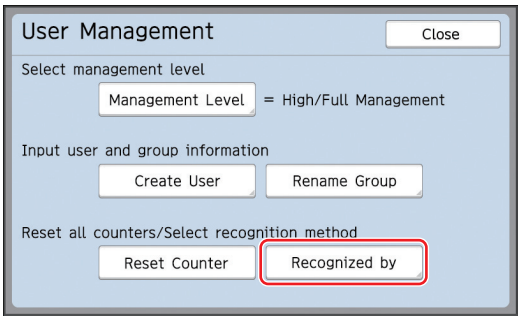 User Management Close
Select management level
Management Level = High/Full Management
Input user and group information
Create User Rename Group
Reset all counters/Select recognition method
Reset Counter Recognized by